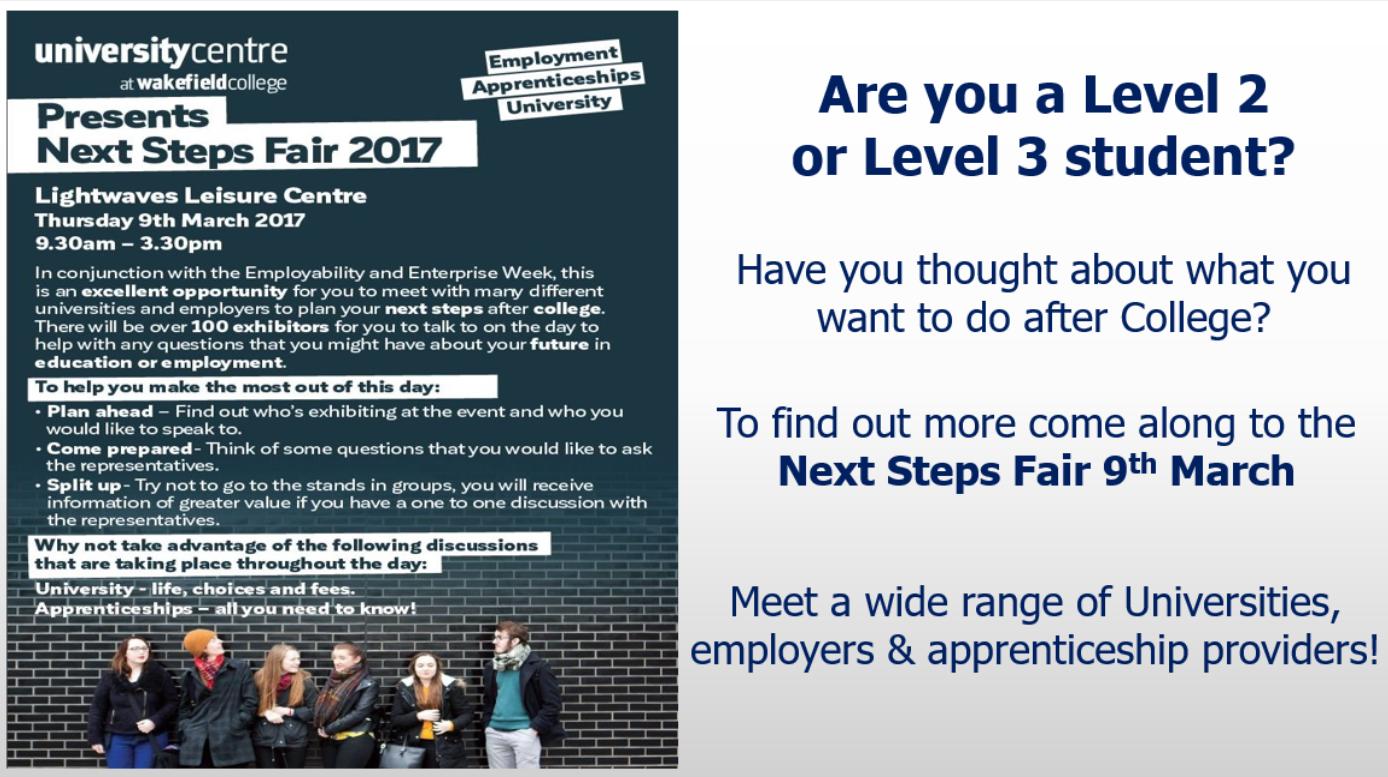 universitycentre
at wakefieldcollege
Employment
Apprenticeships
University
Presents
Next Steps Fair 2017
Lightwaves Leisure Centre
Thursday 9th March 2017
9.30am – 3.30pm
In conjunction with the Employability and Enterprise Week, this
is an excellent opportunity for you to meet with many different
universities and employers to plan your next steps after college.
There will be over 100 exhibitors for you to talk to on the day to
help with any questions that you might have about your future in
education or employment.
To help you make the most out of this day:
• Plan ahead – Find out who's exhibiting at the event and who you
would like to speak to.
• Come prepared- Think of some questions that you would like to ask
the representatives.
• Split up- Try not to go to the stands in groups, you will receive
information of greater value if you have a one to one discussion with
the representatives.
Why not take advantage of the following discussions
that are taking place throughout the day:
University - life, choices and fees.
Apprenticeships – all you need to know!
Are you a Level 2
or Level 3 student?
Have you thought about what you
want to do after College?
To find out more come along to the
Next Steps Fair 9th March
Meet a wide range of Universities,
employers & apprenticeship providers!